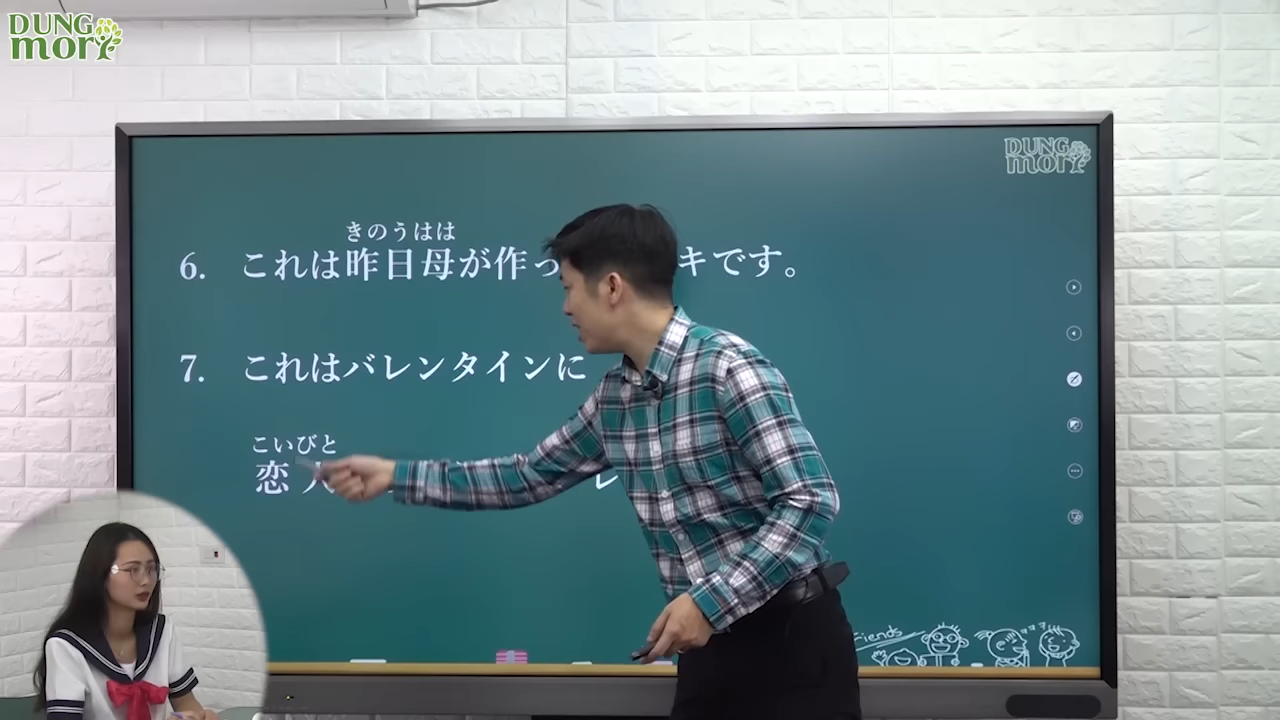 DUNG
mori
DUNG
mori
きのうはは
6. これは昨日母が作っ キです。
7. これはバレンタインに
こいびと
恋人 レ
Friends